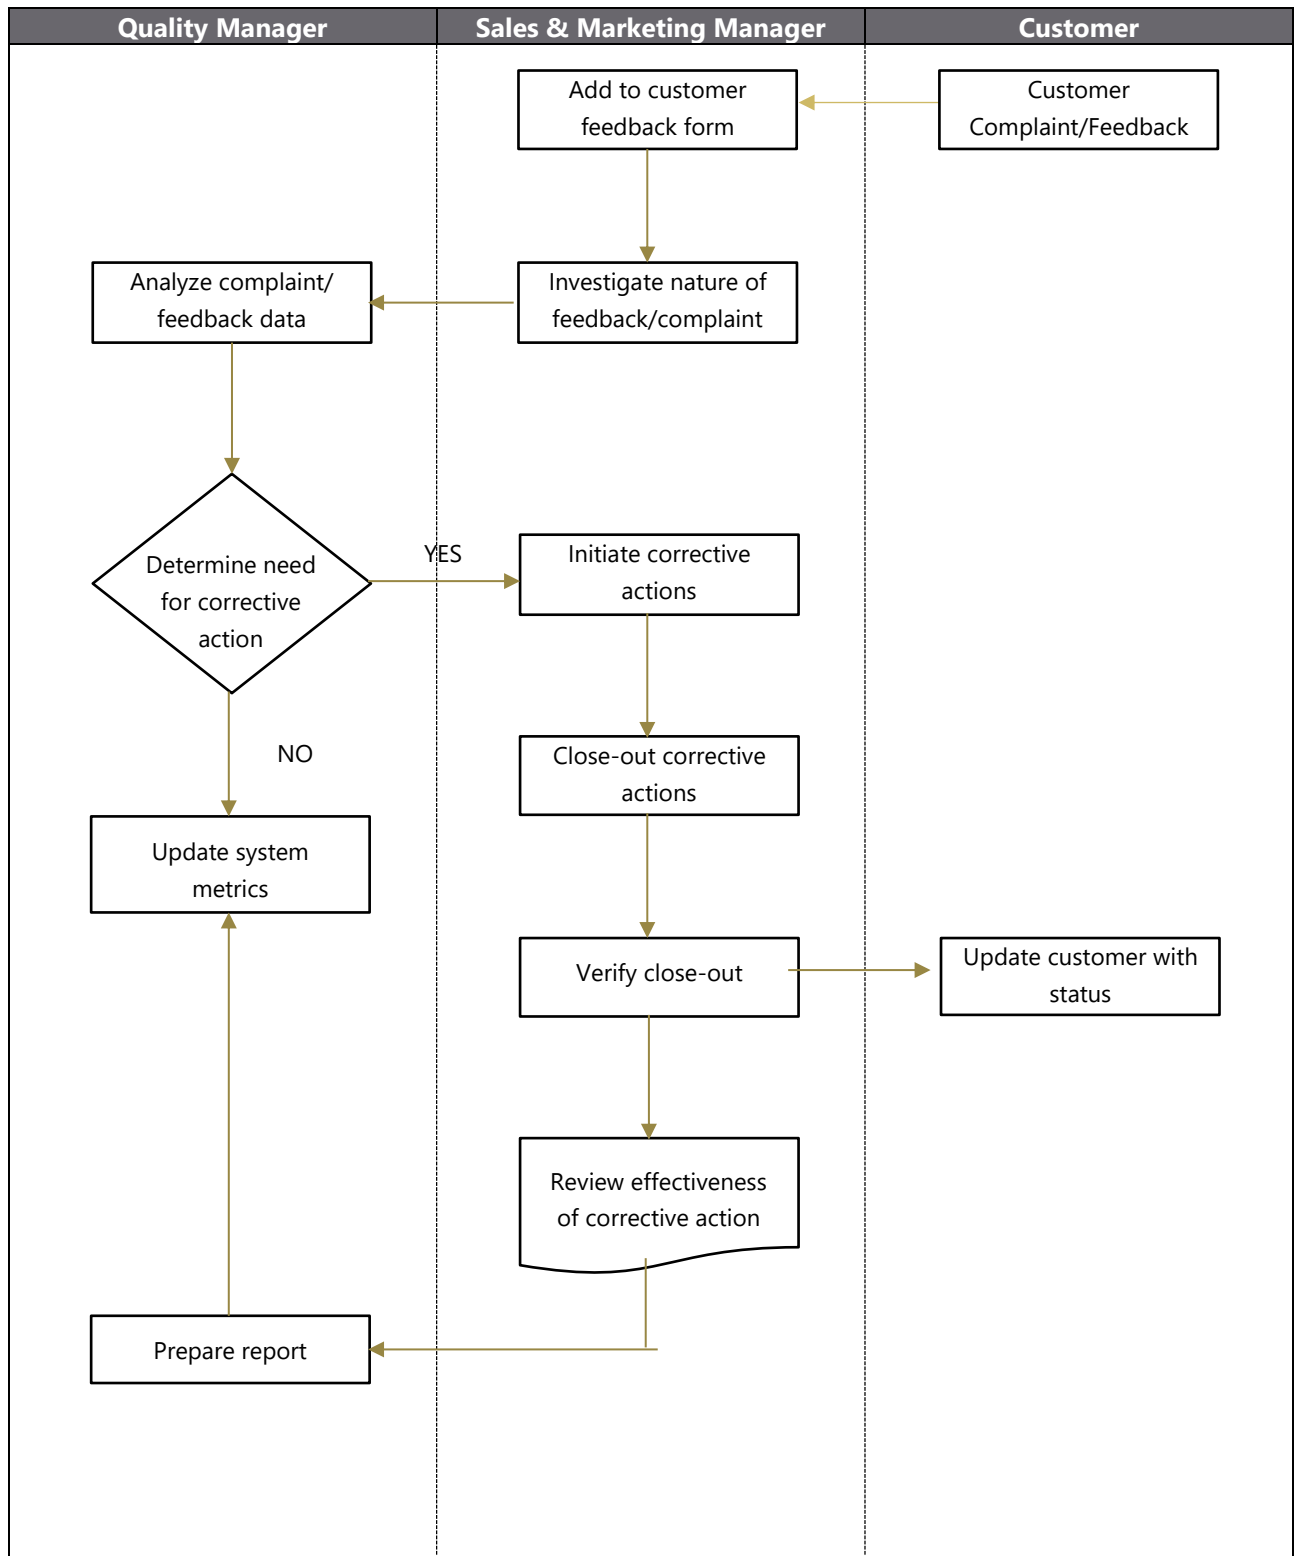 Quality Manager
Sales & Marketing Manager
Customer
Add to customer
feedback form
Customer
Complaint/Feedback
Analyze complaint/
feedback data
Investigate nature of
feedback/complaint
Determine need
for corrective
action
YES
Initiate corrective
actions
NO
Close-out corrective
actions
Update system
metrics
Verify close-out
Update customer with
status
Review effectiveness
of corrective action
Prepare report